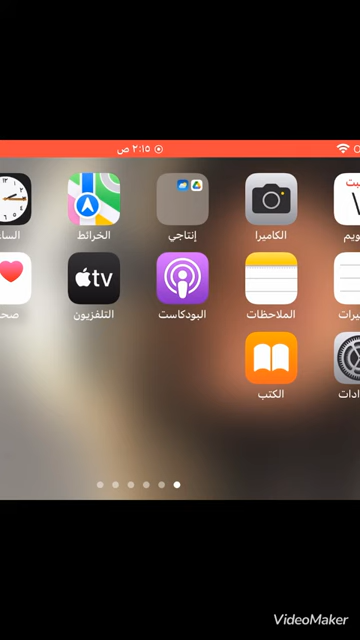 ٢:١٥ ص
الكاميرا
إنتاجي
الخرائط
الملاحظات
البودكاست
tv
التلفزيون
الكتب
VideoMaker